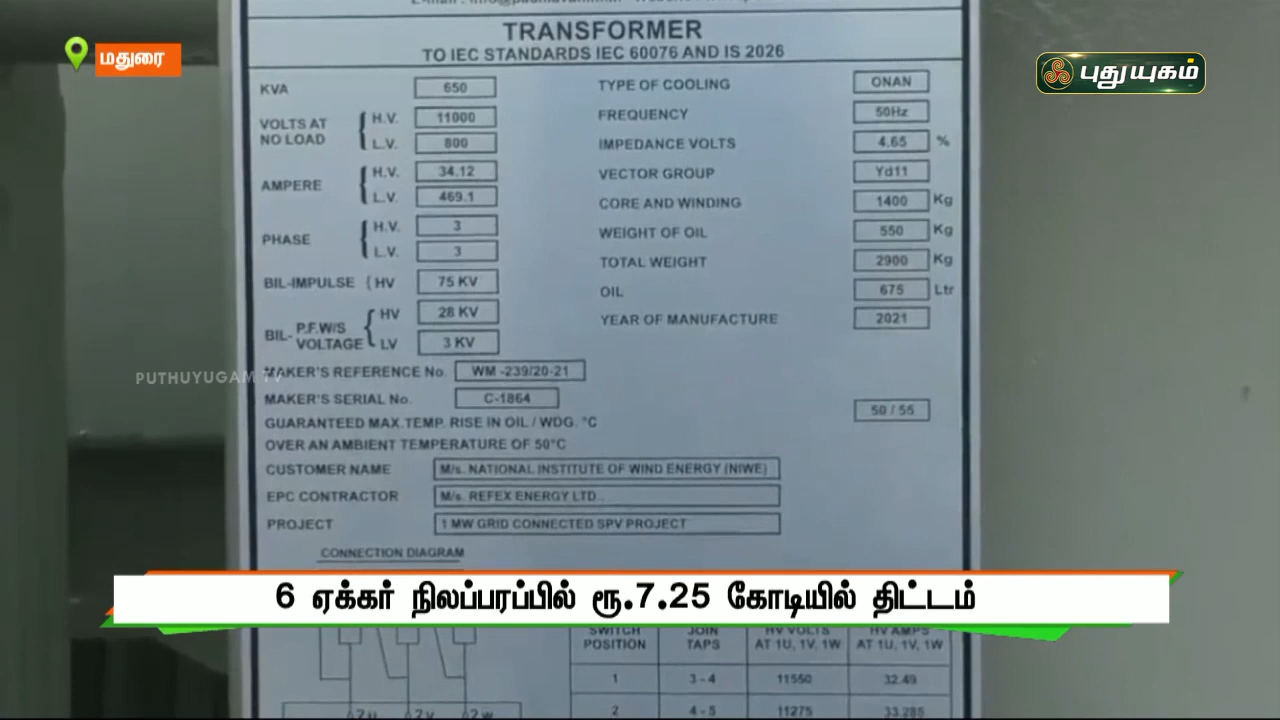 TRANSFORMER
TO IEC STANDARDS IEC 60076 AND IS 2026
மதுரை
புதுயுகம்
KVA 650
VOLTS AT NO LOAD H.V. 11000
L.V. 800
AMPERE H.V. 34.12
L.V. 469.1
PHASE H.V. 3
L.V. 3
BIL-IMPULSE HV 75 KV
BIL- P.F.W/S VOLTAGE HV 28 KV
LV 3 KV
TYPE OF COOLING ONAN
FREQUENCY 50Hz
IMPEDANCE VOLTS 4.65 %
VECTOR GROUP Yd11
CORE AND WINDING 1400 Kg
WEIGHT OF OIL 550 Kg
TOTAL WEIGHT 2900 Kg
OIL 675 Ltr
YEAR OF MANUFACTURE 2021
PUTHUYUGAM TV
MAKER'S REFERENCE No. WM -239/20-21
MAKER'S SERIAL No. C-1864
GUARANTEED MAX.TEMP. RISE IN OIL / WDG. °C 50 / 55
OVER AN AMBIENT TEMPERATURE OF 50°C
CUSTOMER NAME M/s. NATIONAL INSTITUTE OF WIND ENERGY (NIWE)
EPC CONTRACTOR M/s. REFEX ENERGY LTD.,
PROJECT 1 MW GRID CONNECTED SPV PROJECT
CONNECTION DIAGRAM
6 ஏக்கர் நிலப்பரப்பில் ரூ.7.25 கோடியில் திட்டம்
SWITCH POSITION JOIN TAPS HV VOLTS AT 1U, 1V, 1W HV AMPS AT 1U, 1V, 1W
1 3-4 11550 32.49
2 4-5 11275 33.285
2u 2v 2w